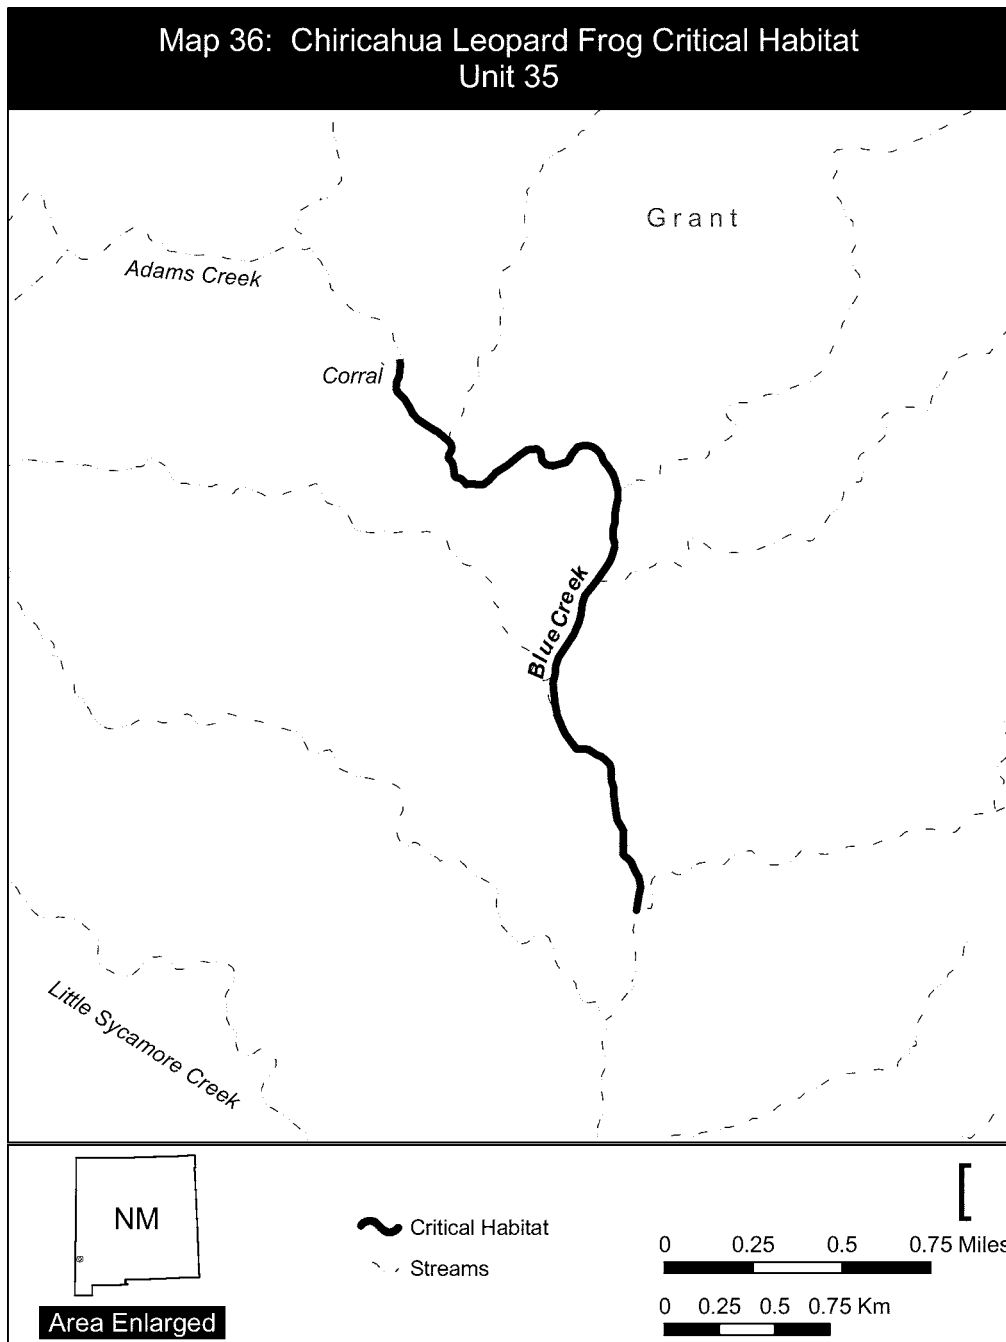 Map 36: Chiricahua Leopard Frog Critical Habitat
Unit 35
Grant
Adams Creek
Corral
Blue Creek
Little Sycamore Creek
NM
Area Enlarged
Critical Habitat
Streams
0 0.25 0.5 0.75 Miles
0 0.25 0.5 0.75 Km